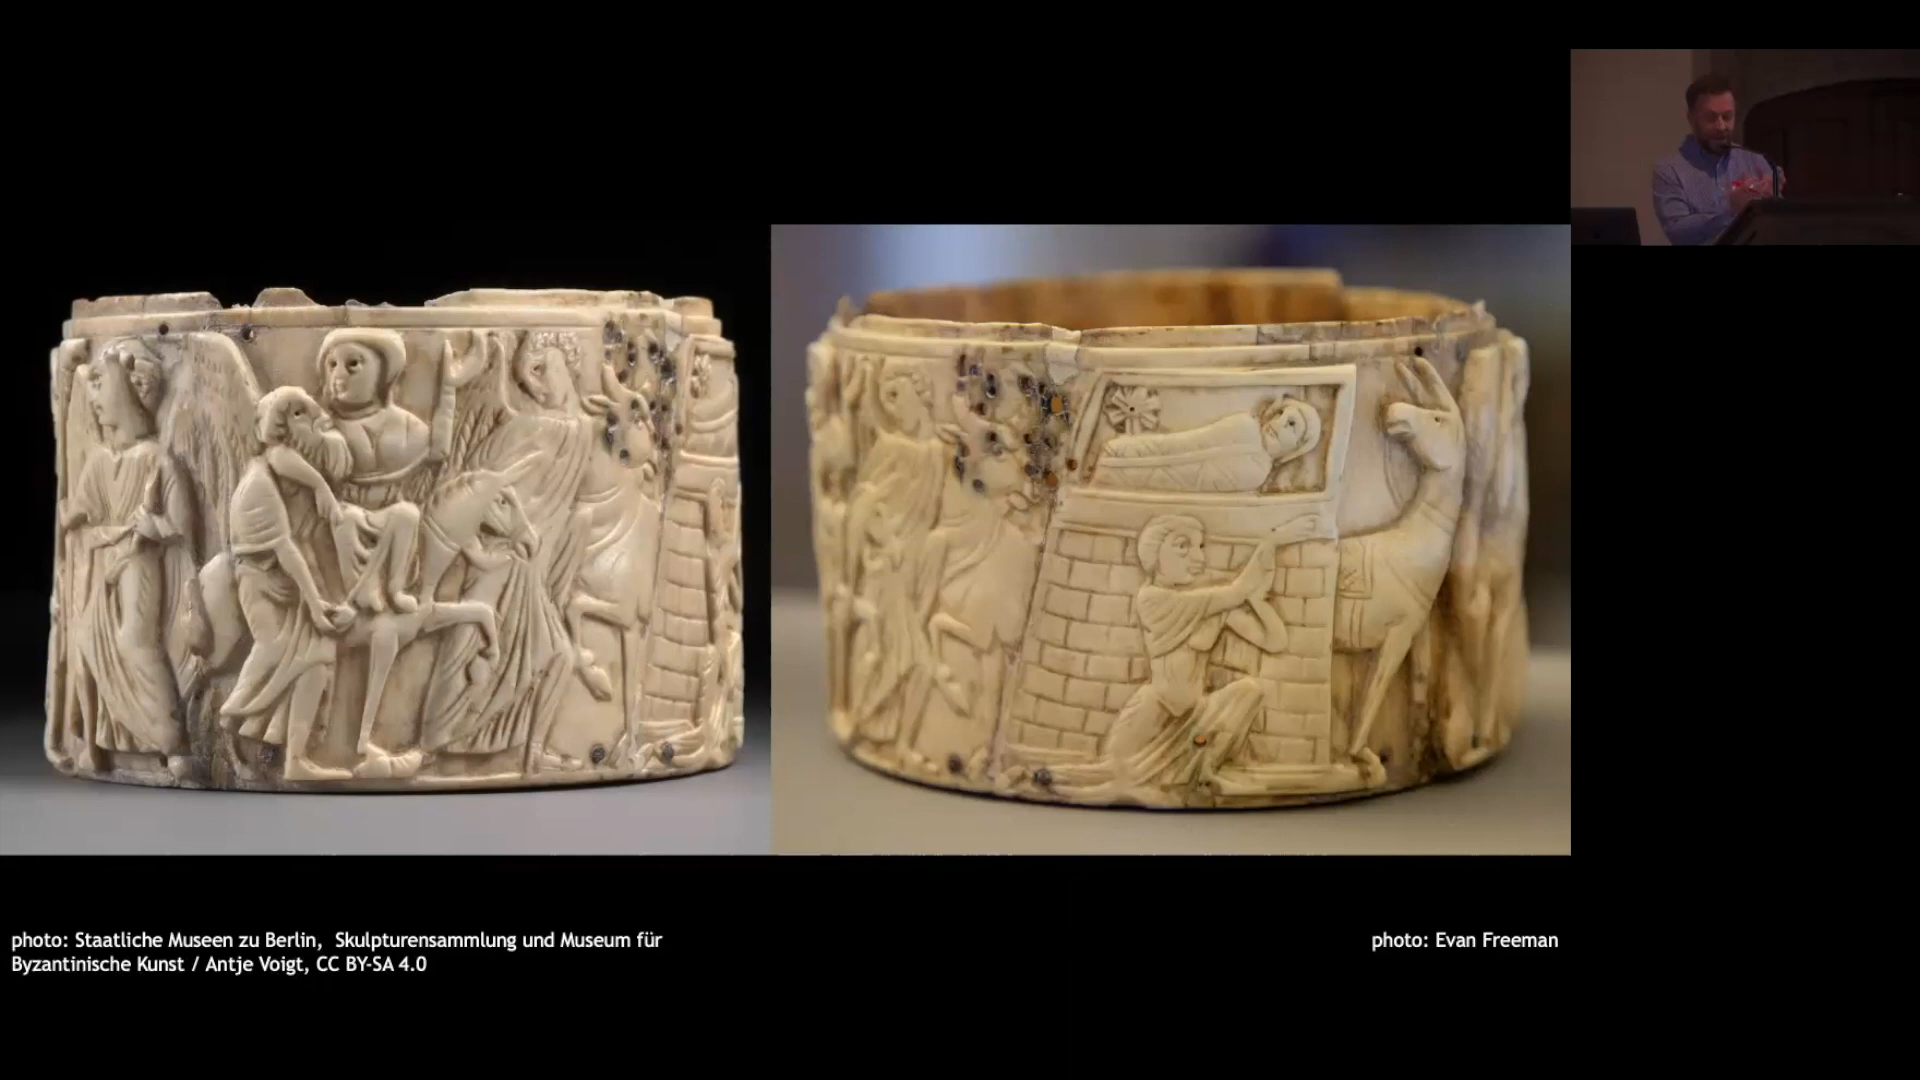 photo: Staatliche Museen zu Berlin, Skulpturensammlung und Museum für
Byzantinische Kunst / Antje Voigt, CC BY-SA 4.0
photo: Evan Freeman